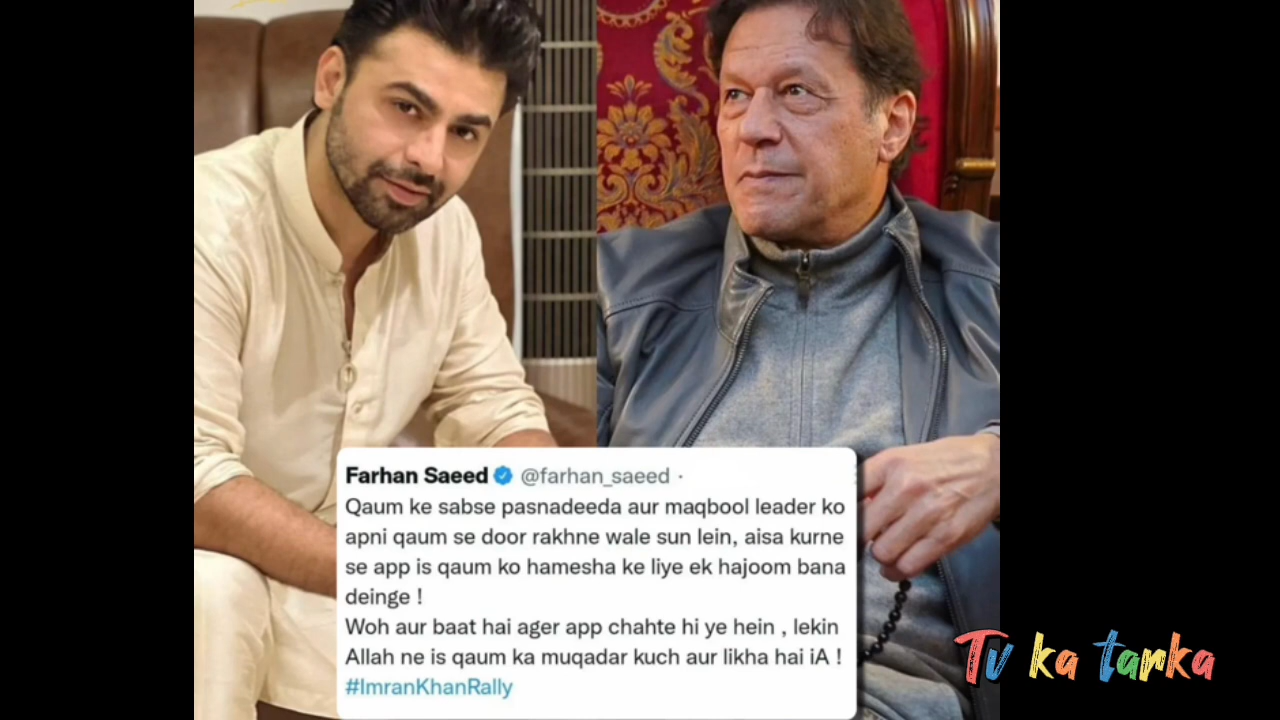 Farhan Saeed @farhan_saeed ·
Qaum ke sabse pasnadeeda aur maqbool leader ko
apni qaum se door rakhne wale sun lein, aisa kurne
se app is qaum ko hamesha ke liye ek hajoom bana
deinge !
Woh aur baat hai ager app chahte hi ye hein , lekin
Allah ne is qaum ka muqadar kuch aur likha hai iA !
#ImranKhanRally
Tv ka tarka